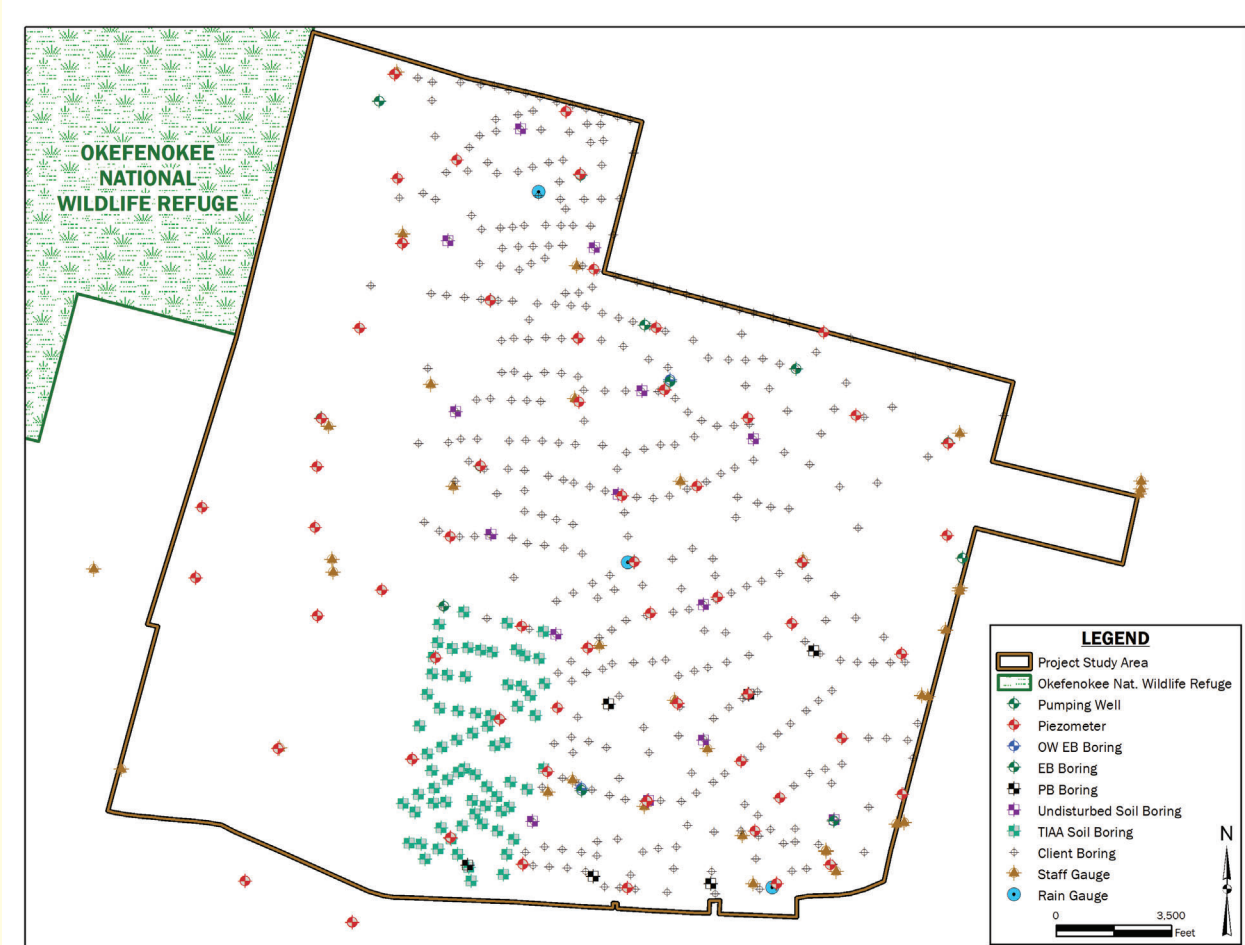 OKEFENOKEE
NATIONAL
WILDLIFE REFUGE
LEGEND
Project Study Area
Okefenokee Nat. Wildlife Refuge
Pumping Well
Piezometer
OW EB Boring
EB Boring
PB Boring
Undisturbed Soil Boring
TIAA Soil Boring
Client Boring
Staff Gauge
Rain Gauge
N
0 3,500
Feet